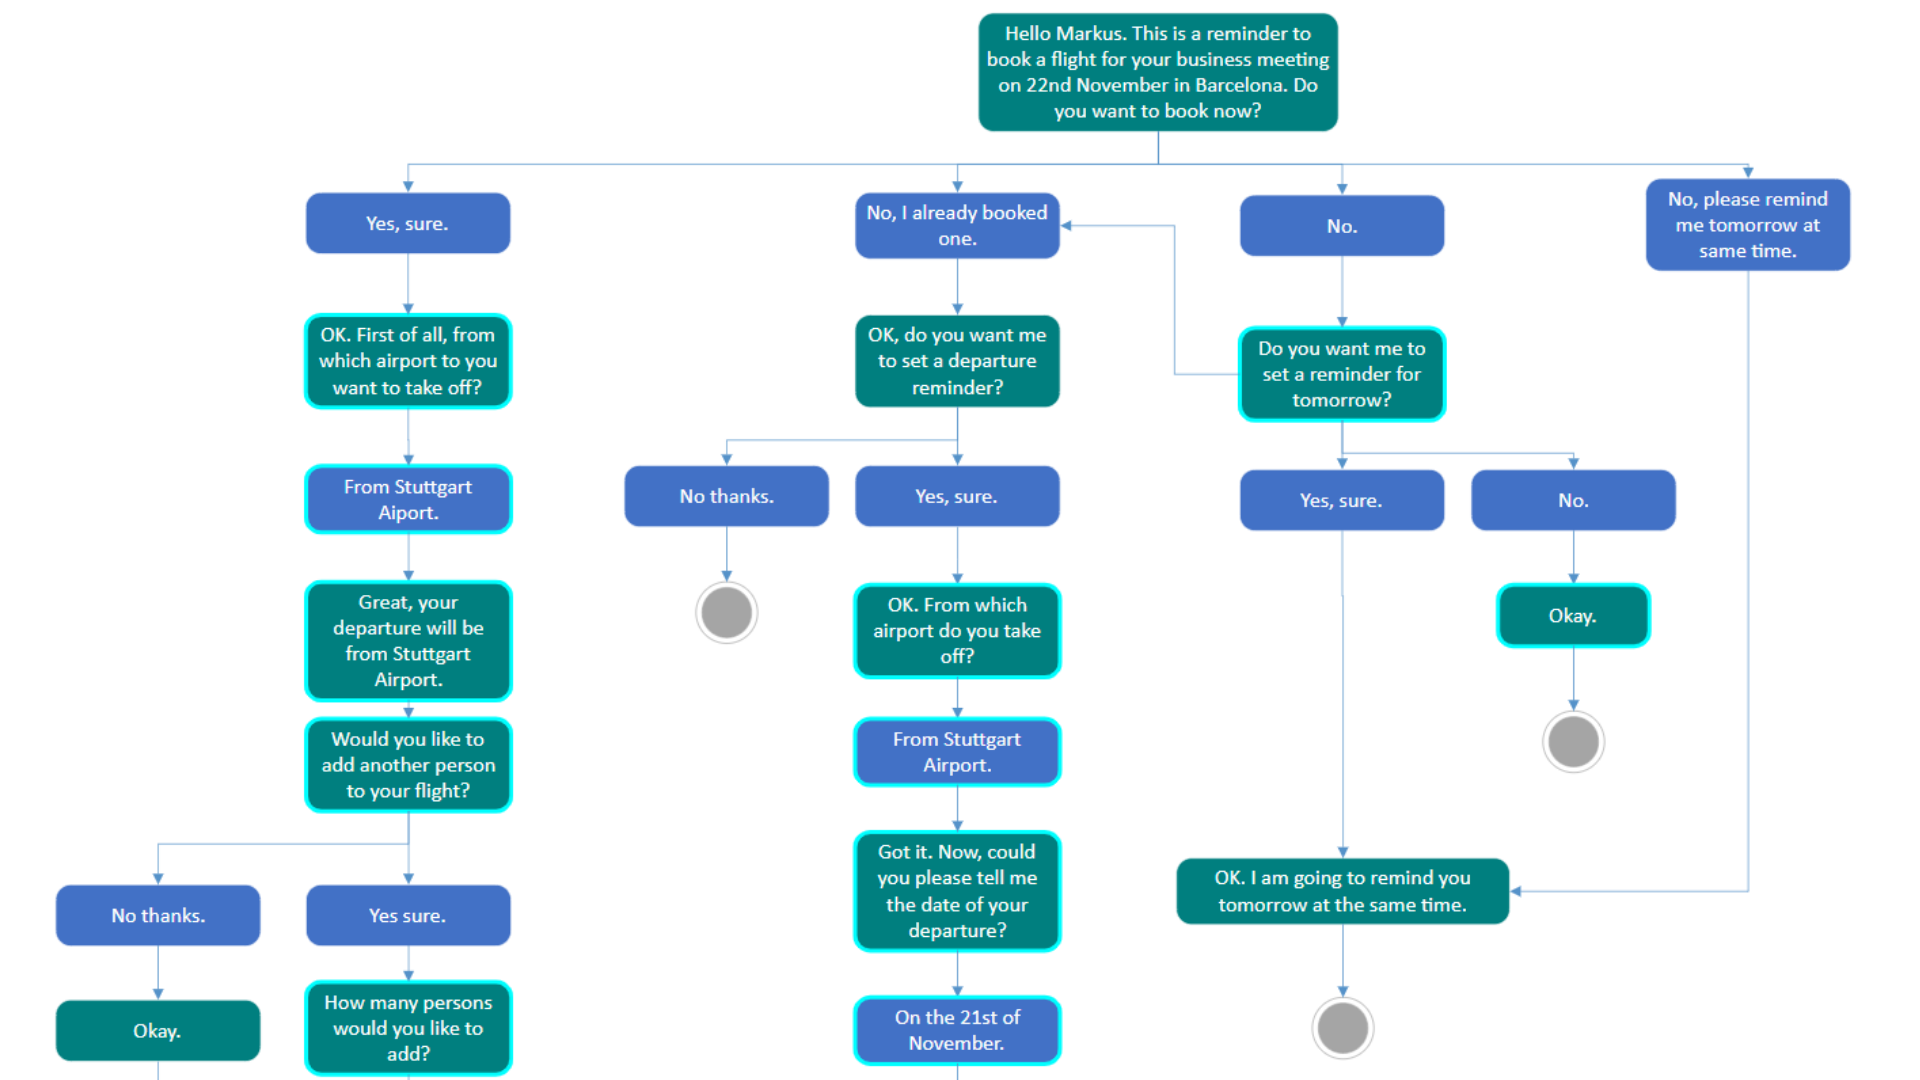 Hello Markus. This is a reminder to
book a flight for your business meeting
on 22nd November in Barcelona. Do
you want to book now?
Yes, sure.
No, I already booked
one.
No.
No, please remind
me tomorrow at
same time.
OK. First of all, from
which airport to you
want to take off?
OK, do you want me
to set a departure
reminder?
Do you want me to
set a reminder for
tomorrow?
From Stuttgart
Aiport.
No thanks.
Yes, sure.
Yes, sure.
No.
Great, your
departure will be
from Stuttgart
Airport.
OK. From which
airport do you take
off?
Okay.
Would you like to
add another person
to your flight?
From Stuttgart
Airport.
Got it. Now, could
you please tell me
the date of your
departure?
OK. I am going to remind you
tomorrow at the same time.
No thanks.
Yes sure.
Okay.
How many persons
would you like to
add?
On the 21st of
November.